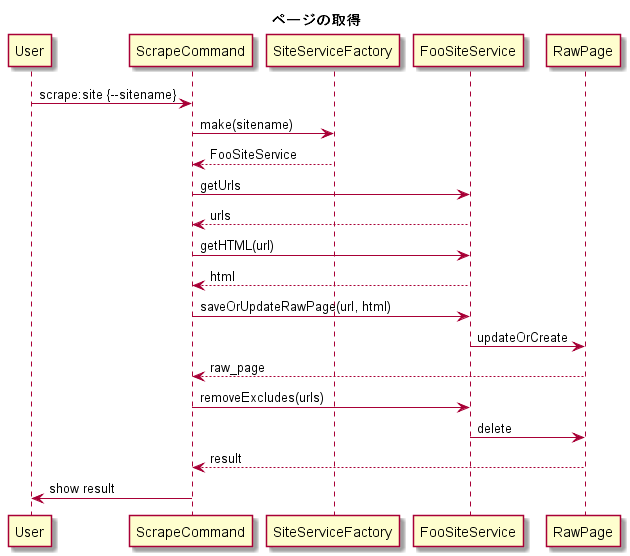 ページの取得
User ScrapeCommand SiteServiceFactory FooSiteService RawPage
scrape:site {--sitename}
make(sitename)
FooSiteService
getUrls
urls
getHTML(url)
html
saveOrUpdateRawPage(url, html)
updateOrCreate
raw_page
removeExcludes(urls)
delete
result
show result
User ScrapeCommand SiteServiceFactory FooSiteService RawPage